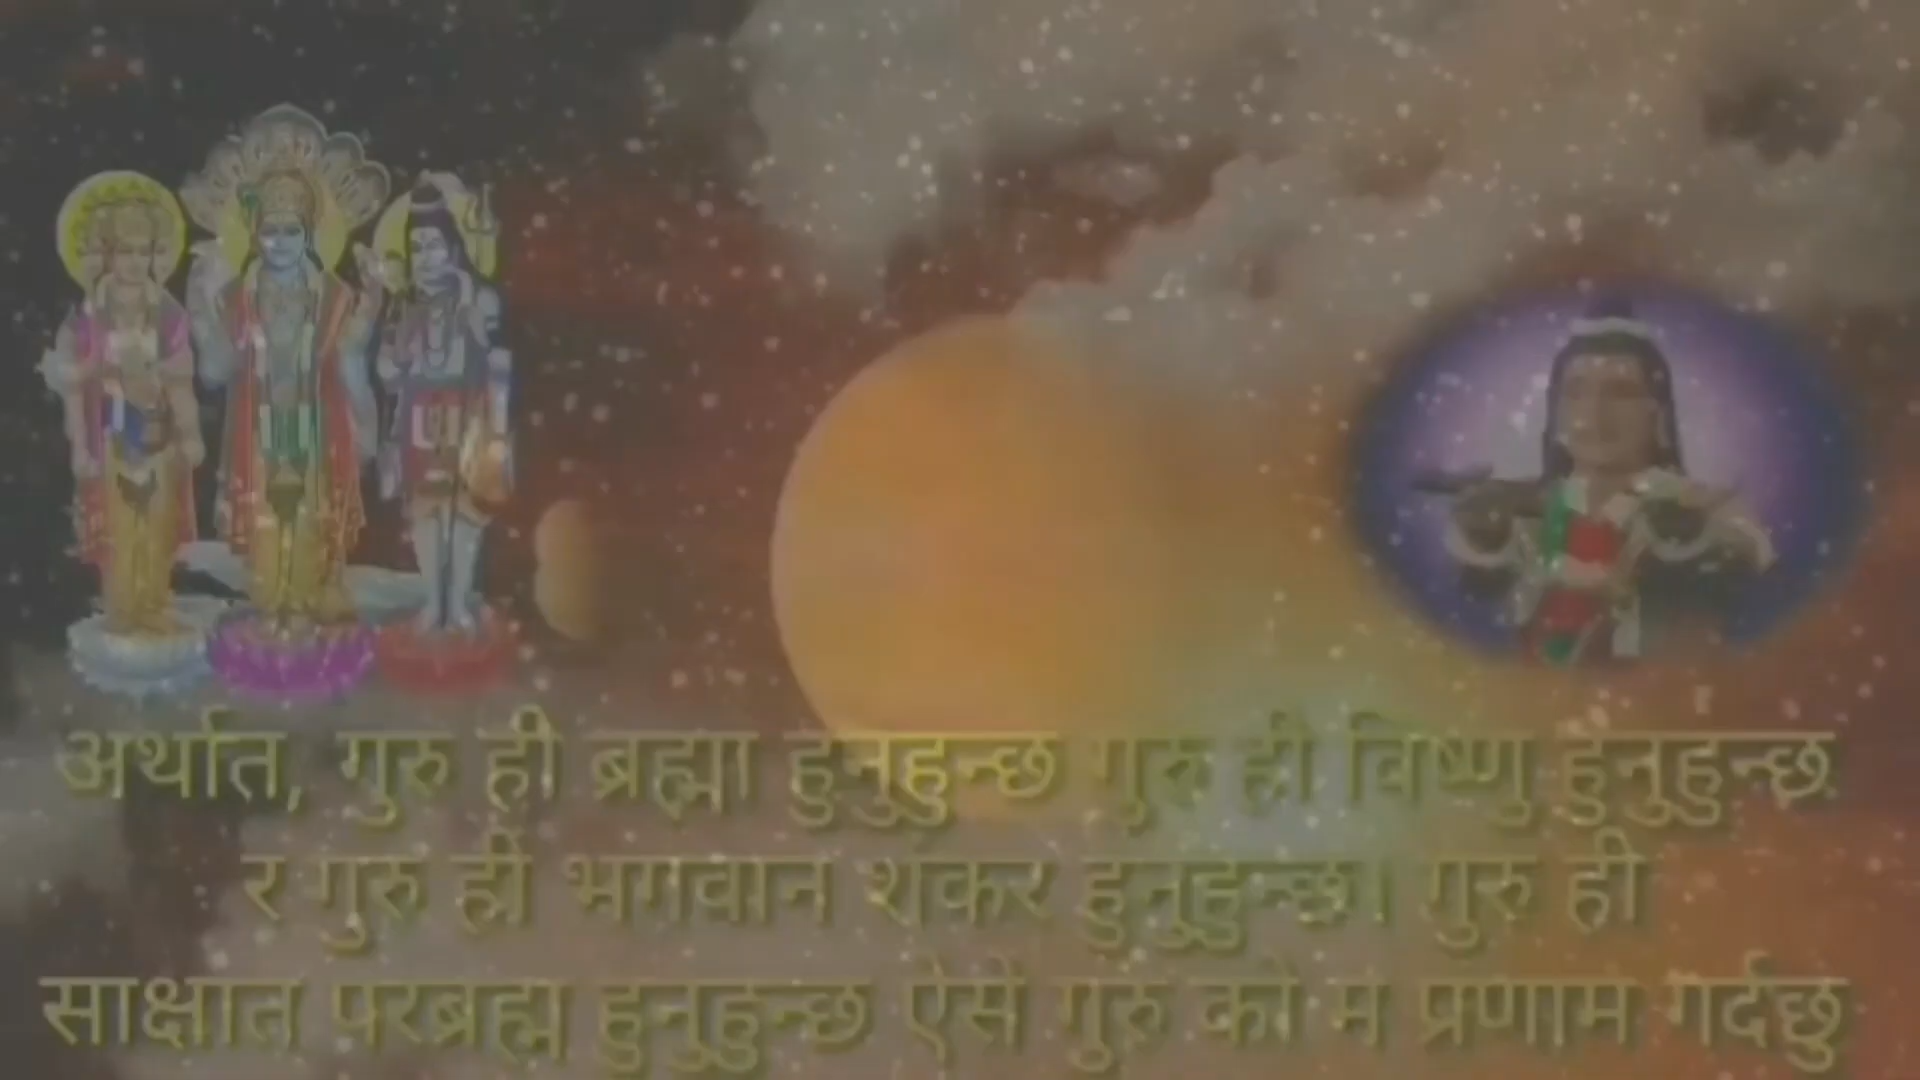 अर्थात, गुरु ही ब्रह्मा हुनुहुन्छ गुरु ही विष्णु हुनुहुन्छ
र गुरु ही भगवान शंकर हुनुहुन्छ। गुरु ही
साक्षात परब्रह्म हुनुहुन्छ ऐसे गुरु को म प्रणाम गर्दछु